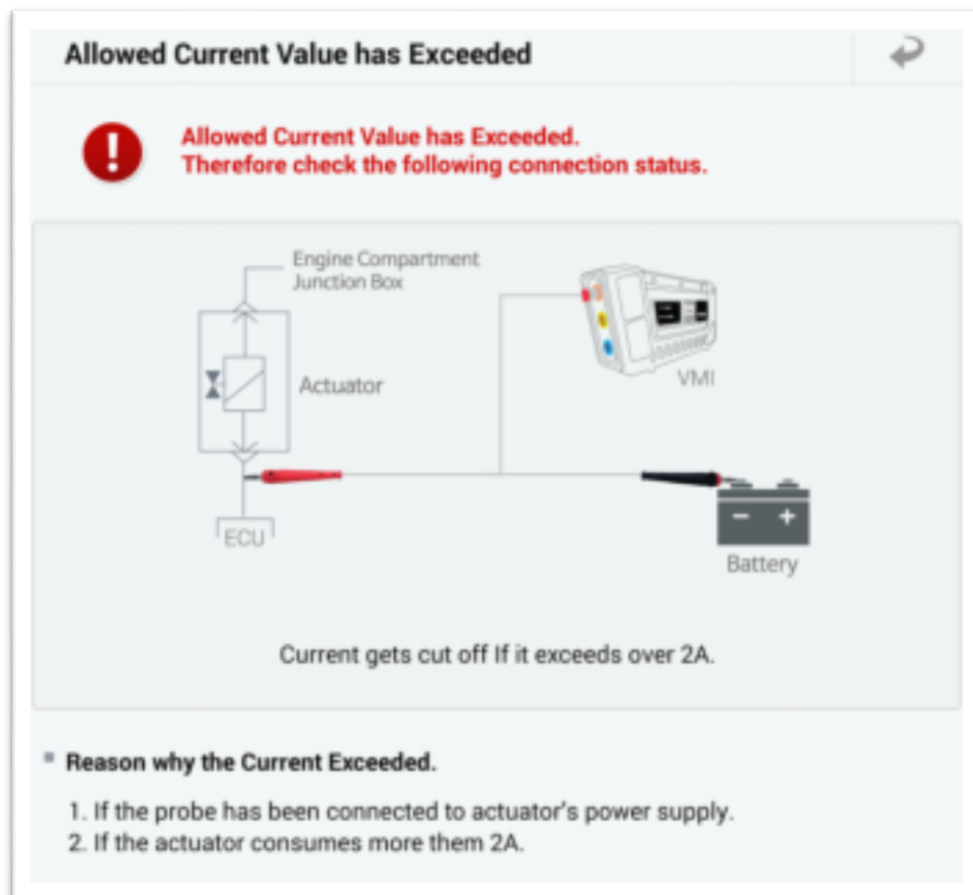 Allowed Current Value has Exceeded
Allowed Current Value has Exceeded.
Therefore check the following connection status.
Engine Compartment
Junction Box
Actuator
VMI
ECU
Battery
Current gets cut off If it exceeds over 2A.
Reason why the Current Exceeded.
1. If the probe has been connected to actuator's power supply.
2. If the actuator consumes more them 2A.